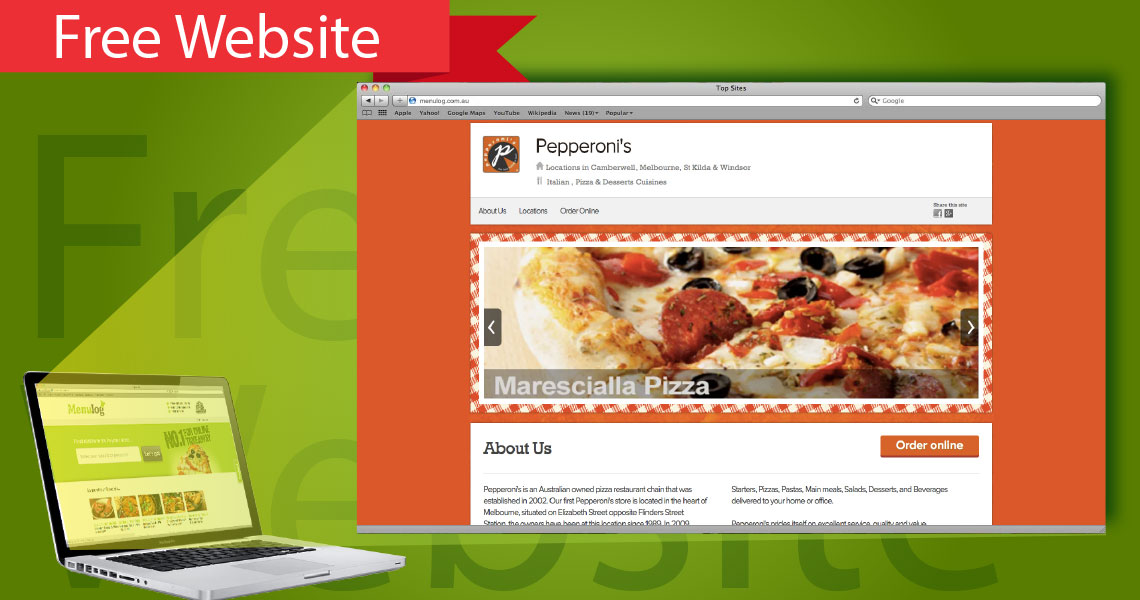 Free Website
Free
Website
Top Sites
menulog.com.au
Google
Apple Yahoo! Google Maps YouTube Wikipedia News (19) Popular
Pepperoni's
Locations in Camberwell, Melbourne, St Kilda & Windsor
Italian , Pizza & Desserts Cuisines
About Us Locations Order Online
Share this site
Marescialla Pizza
About Us
Order online
Pepperoni's is an Australian owned pizza restaurant chain that was
established in 2002. Our first Pepperoni's store is located in the heart of
Melbourne, situated on Elizabeth Street opposite Flinders Street
Station, the owners have been at this location since 1989. In 2009
Starters, Pizzas, Pastas, Main meals, Salads, Desserts, and Beverages
delivered to your home or office.
Pepperoni's prides itself on excellent service, quality and value
Menulog
NO.1 FOR ONLINE
TAKEAWAY